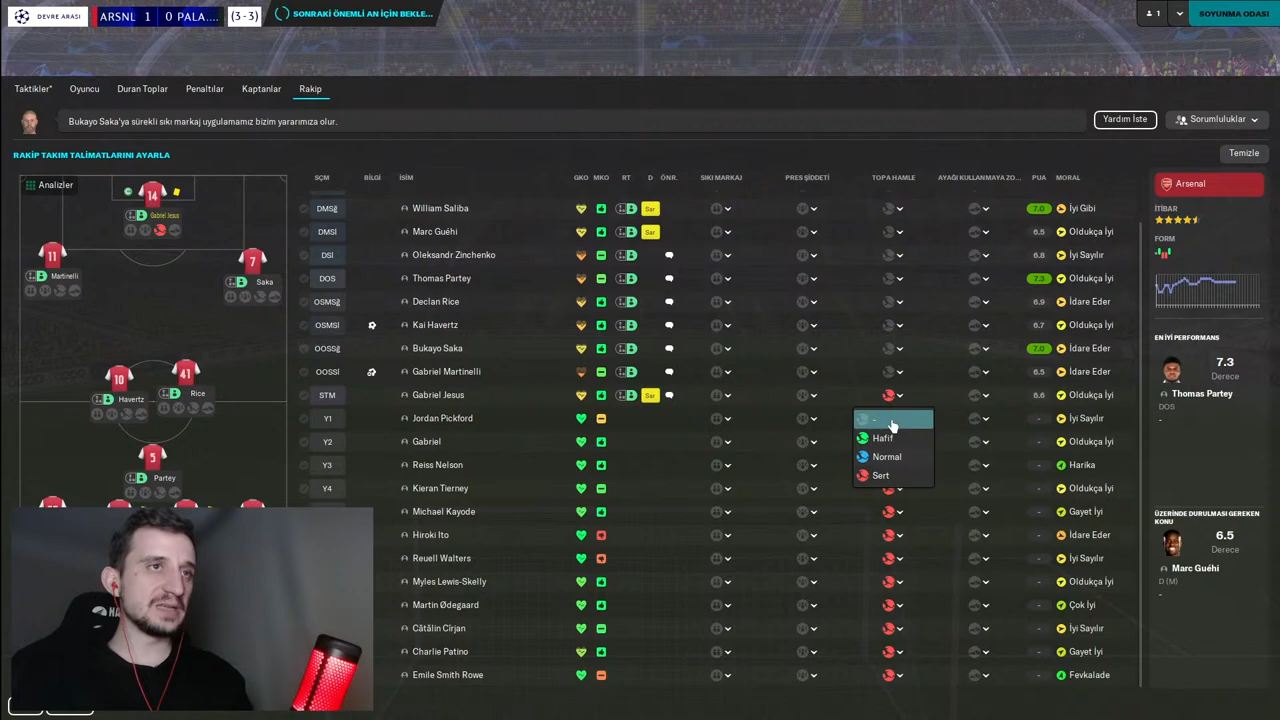 DEVRE ARASI
ARSNL 1 0 PALA.... (3 - 3)
SONRAKİ ÖNEMLİ AN İÇİN BEKLE...
1
SOYUNMA ODASI
Taktikler* Oyuncu Duran Toplar Penaltılar Kaptanlar Rakip
Bukayo Saka'ya sürekli sıkı markaj uygulamamız bizim yararımıza olur.
Yardım İste
Sorumluluklar
RAKİP TAKIM TALİMATLARINI AYARLA
Temizle
Analizler
14
Gabriel Jesus
11
Martinelli
7
Saka
10
Havertz
41
Rice
5
Partey
SÇM BİLGİ İSİM GKO MKO RT D ÖNR. SIKI MARKAJ PRES ŞİDDETİ TOPA HAMLE AYAĞI KULLANMAYA ZO... PUA MORAL
DMSğ William Saliba Sar 7.0 İyi Gibi
DMSl Marc Guéhi Sar 6.5 Oldukça İyi
DSl Oleksandr Zinchenko 6.8 İyi Sayılır
DOS Thomas Partey 7.3 Oldukça İyi
OSMSğ Declan Rice 6.9 İdare Eder
OSMSl Kai Havertz 6.7 Oldukça İyi
OOSSğ Bukayo Saka 7.0 İdare Eder
OOSSl Gabriel Martinelli 6.5 İdare Eder
STM Gabriel Jesus Sar 6.6 Oldukça İyi
Y1 Jordan Pickford - İyi Sayılır
Y2 Gabriel - Oldukça İyi
Y3 Reiss Nelson - Harika
Y4 Kieran Tierney - Oldukça İyi
Michael Kayode - Gayet İyi
Hiroki Ito - İdare Eder
Reuell Walters - İyi Sayılır
Myles Lewis-Skelly - Oldukça İyi
Martin Ødegaard - Çok İyi
Cătălin Cîrjan - İyi Sayılır
Charlie Patino - Gayet İyi
Emile Smith Rowe - Fevkalade
-
Hafif
Normal
Sert
Arsenal
İTİBAR
FORM
EN İYİ PERFORMANS
7.3
Derece
Thomas Partey
DOS
-
ÜZERİNDE DURULMASI GEREKEN KONU
6.5
Derece
Marc Guéhi
D (M)
-